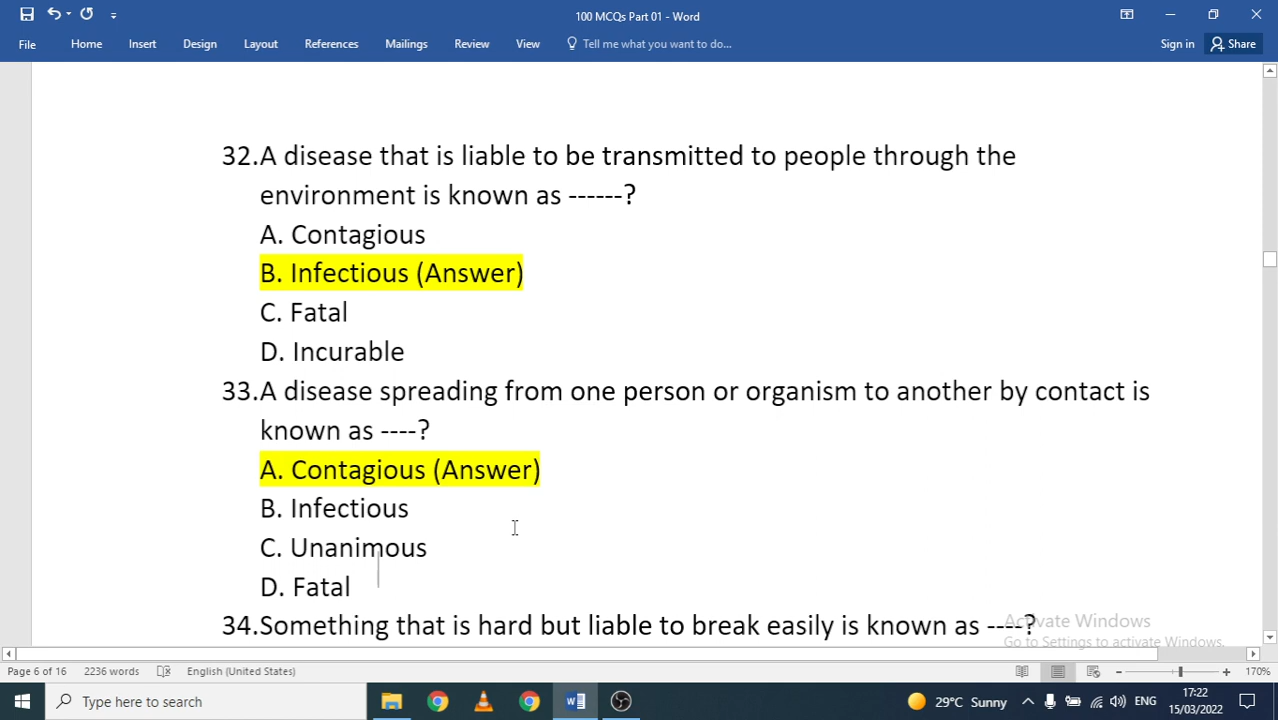 100 MCQs Part 01 - Word
File Home Insert Design Layout References Mailings Review View Tell me what you want to do... Sign in Share
32.A disease that is liable to be transmitted to people through the
environment is known as ------?
A. Contagious
B. Infectious (Answer)
C. Fatal
D. Incurable
33.A disease spreading from one person or organism to another by contact is
known as ----?
A. Contagious (Answer)
B. Infectious
C. Unanimous
D. Fatal
34.Something that is hard but liable to break easily is known as ----?
Activate Windows
Go to Settings to activate Windows.
Page 6 of 16 2236 words English (United States) 170%
Type here to search 29°C Sunny ENG 17:22
15/03/2022